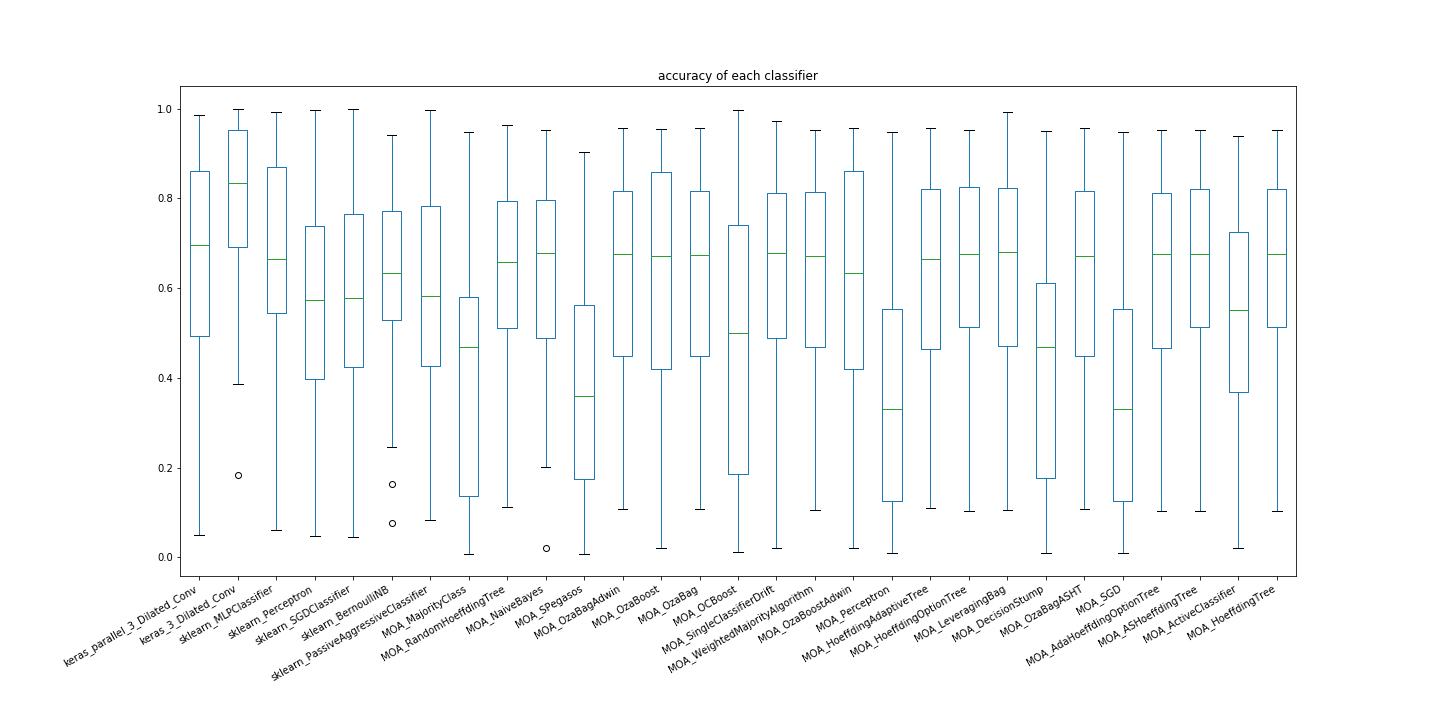 accuracy of each classifier
1.0
0.8
0.6
0.4
0.2
0.0
keras_parallel_3_Dilated_Conv
keras_3_Dilated_Conv
sklearn_MLPClassifier
sklearn_Perceptron
sklearn_SGDClassifier
sklearn_BernoulliNB
sklearn_PassiveAggressiveClassifier
MOA_MajorityClass
MOA_RandomHoeffdingTree
MOA_NaiveBayes
MOA_SPegasos
MOA_OzaBagAdwin
MOA_OzaBoost
MOA_OzaBag
MOA_OCBoost
MOA_SingleClassifierDrift
MOA_WeightedMajorityAlgorithm
MOA_OzaBoostAdwin
MOA_Perceptron
MOA_HoeffdingAdaptiveTree
MOA_HoeffdingOptionTree
MOA_LeveragingBag
MOA_DecisionStump
MOA_OzaBagASHT
MOA_SGD
MOA_AdaHoeffdingOptionTree
MOA_ASHoeffdingTree
MOA_ActiveClassifier
MOA_HoeffdingTree